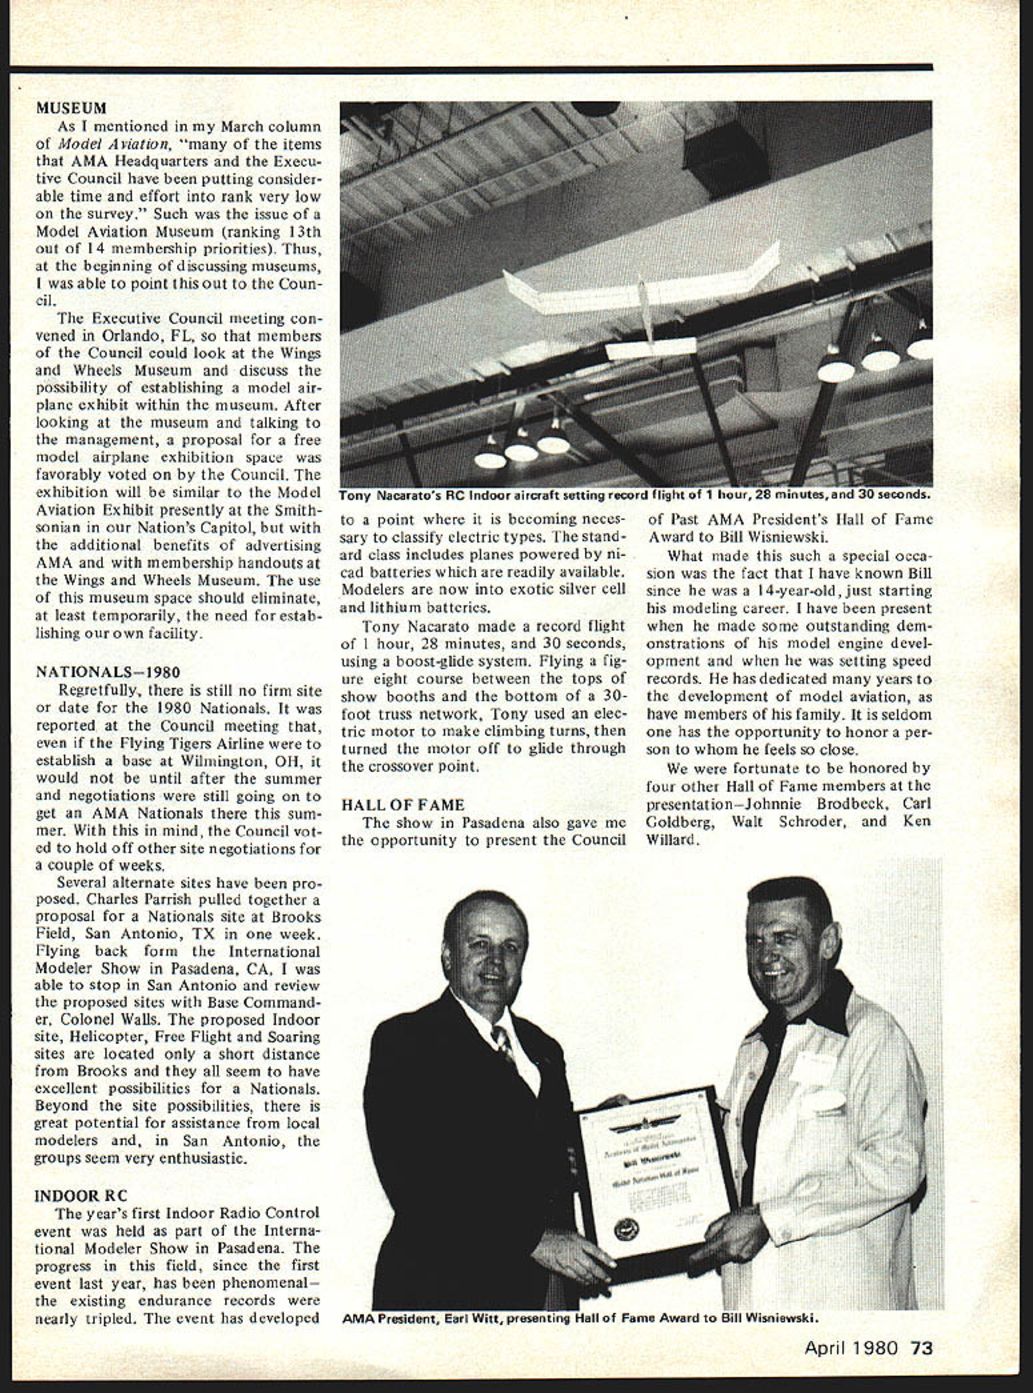 MUSEUM
As I mentioned in my March column
of Model Aviation, "many of the items
that AMA Headquarters and the Execu-
tive Council have been putting consider-
able time and effort into rank very low
on the survey." Such was the issue of a
Model Aviation Museum (ranking 13th
out of 14 membership priorities). Thus,
at the beginning of discussing museums,
I was able to point this out to the Coun-
cil.
The Executive Council meeting con-
vened in Orlando, FL, so that members
of the Council could look at the Wings
and Wheels Museum and discuss the
possibility of establishing a model air-
plane exhibit within the museum. After
looking at the museum and talking to
the management, a proposal for a free
model airplane exhibition space was
favorably voted on by the Council. The
exhibition will be similar to the Model
Aviation Exhibit presently at the Smith-
sonian in our Nation's Capitol, but with
the additional benefits of advertising
AMA and with membership handouts at
the Wings and Wheels Museum. The use
of this museum space should eliminate,
at least temporarily, the need for estab-
lishing our own facility.
NATIONALS—1980
Regretfully, there is still no firm site
or date for the 1980 Nationals. It was
reported at the Council meeting that,
even if the Flying Tigers Airline were to
establish a base at Wilmington, OH, it
would not be until after the summer
and negotiations were still going on to
get an AMA Nationals there this sum-
mer. With this in mind, the Council vot-
ed to hold off other site negotiations for
a couple of weeks.
Several alternate sites have been pro-
posed. Charles Parrish pulled together a
proposal for a Nationals site at Brooks
Field, San Antonio, TX in one week.
Flying back form the International
Modeler Show in Pasadena, CA, I was
able to stop in San Antonio and review
the proposed sites with Base Command-
er, Colonel Walls. The proposed Indoor
site, Helicopter, Free Flight and Soaring
sites are located only a short distance
from Brooks and they all seem to have
excellent possibilities for a Nationals.
Beyond the site possibilities, there is
great potential for assistance from local
modelers and, in San Antonio, the
groups seem very enthusiastic.
INDOOR RC
The year's first Indoor Radio Control
event was held as part of the Interna-
tional Modeler Show in Pasadena. The
progress in this field, since the first
event last year, has been phenomenal—
the existing endurance records were
nearly tripled. The event has developed
Tony Nacarato's RC Indoor aircraft setting record flight of 1 hour, 28 minutes, and 30 seconds.
to a point where it is becoming neces-
sary to classify electric types. The stand-
ard class includes planes powered by ni-
cad batteries which are readily available.
Modelers are now into exotic silver cell
and lithium batteries.
Tony Nacarato made a record flight
of 1 hour, 28 minutes, and 30 seconds,
using a boost-glide system. Flying a fig-
ure eight course between the tops of
show booths and the bottom of a 30-
foot truss network, Tony used an elec-
tric motor to make climbing turns, then
turned the motor off to glide through
the crossover point.
HALL OF FAME
The show in Pasadena also gave me
the opportunity to present the Council
of Past AMA President's Hall of Fame
Award to Bill Wisniewski.
What made this such a special occa-
sion was the fact that I have known Bill
since he was a 14-year-old, just starting
his modeling career. I have been present
when he made some outstanding dem-
onstrations of his model engine devel-
opment and when he was setting speed
records. He has dedicated many years to
the development of model aviation, as
have members of his family. It is seldom
one has the opportunity to honor a per-
son to whom he feels so close.
We were fortunate to be honored by
four other Hall of Fame members at the
presentation—Johnnie Brodbeck, Carl
Goldberg, Walt Schroder, and Ken
Willard.
Academy of Model Aeronautics
Bill Wisniewski
Model Aviation Hall of Fame
AMA President, Earl Witt, presenting Hall of Fame Award to Bill Wisniewski.
April 1980 73